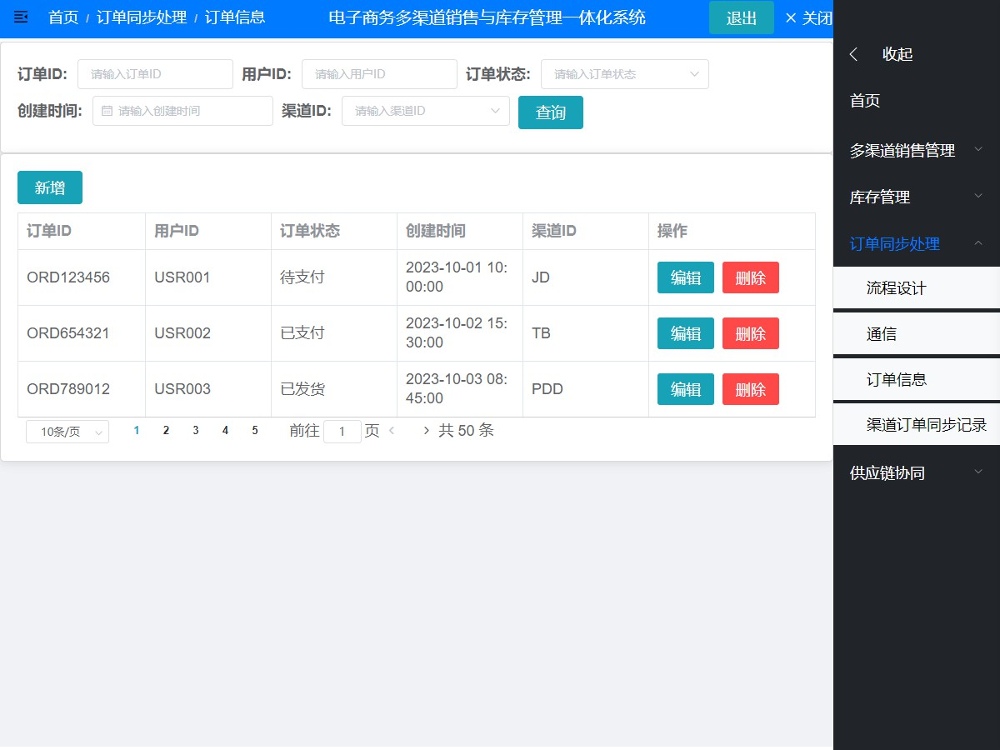 首页 / 订单同步处理 / 订单信息 电子商务多渠道销售与库存管理一体化系统 退出 × 关闭
订单ID: 请输入订单ID 用户ID: 请输入用户ID 订单状态: 请输入订单状态
创建时间: 请输入创建时间 渠道ID: 请输入渠道ID 查询
新增
订单ID 用户ID 订单状态 创建时间 渠道ID 操作
ORD123456 USR001 待支付 2023-10-01 10:00:00 JD 编辑 删除
ORD654321 USR002 已支付 2023-10-02 15:30:00 TB 编辑 删除
ORD789012 USR003 已发货 2023-10-03 08:45:00 PDD 编辑 删除
10条/页 1 2 3 4 5 前往 1 页 共 50 条
收起
首页
多渠道销售管理
库存管理
订单同步处理
流程设计
通信
订单信息
渠道订单同步记录
供应链协同